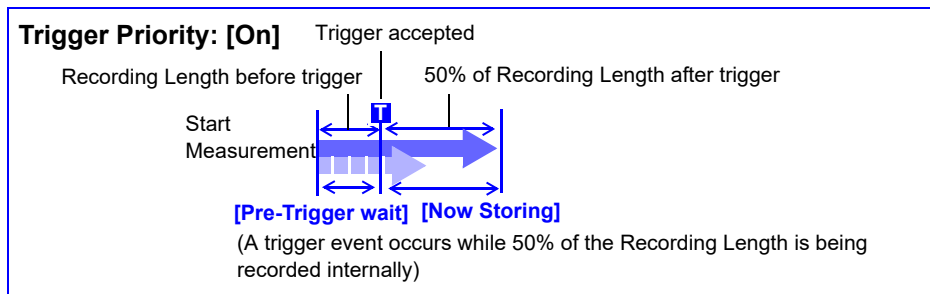 Trigger Priority: [On]
Trigger accepted
Recording Length before trigger
50% of Recording Length after trigger
T
Start
Measurement
[Pre-Trigger wait] [Now Storing]
(A trigger event occurs while 50% of the Recording Length is being
recorded internally)